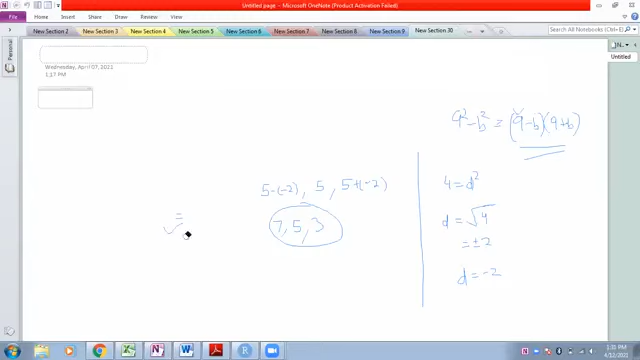 Untitled page - Microsoft OneNote (Product Activation Failed)
File Home Insert Share Draw Review View
New Section 2 New Section 3 New Section 4 New Section 5 New Section 6 New Section 7 New Section 8 New Section 9 New Section 30
Search All Notebooks (Ctrl+E)
Personal
Untitled
Wednesday, April 07, 2021
1:17 PM
a² - b² = (a-b)(a+b)
5-(-2), 5, 5+(-2)
7, 5, 3
=
4 = d²
d = √4
= ±2
d = -2
1:31 PM
4/12/2021